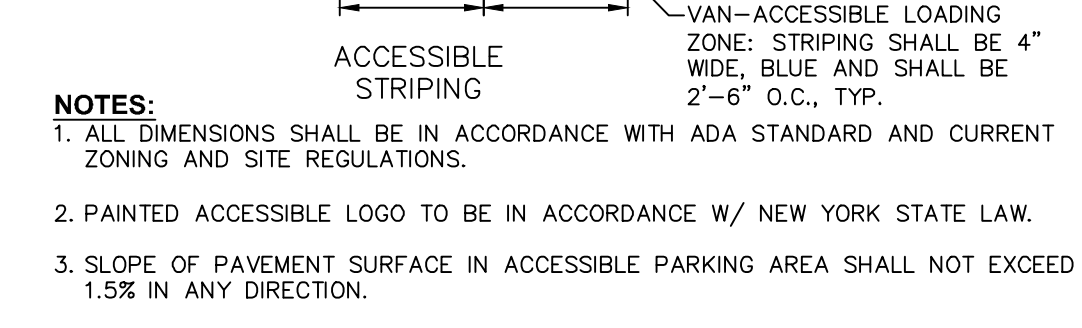 VAN-ACCESSIBLE LOADING
ZONE: STRIPING SHALL BE 4"
WIDE, BLUE AND SHALL BE
2'-6" O.C., TYP.
ACCESSIBLE
STRIPING
NOTES:
1. ALL DIMENSIONS SHALL BE IN ACCORDANCE WITH ADA STANDARD AND CURRENT
ZONING AND SITE REGULATIONS.
2. PAINTED ACCESSIBLE LOGO TO BE IN ACCORDANCE W/ NEW YORK STATE LAW.
3. SLOPE OF PAVEMENT SURFACE IN ACCESSIBLE PARKING AREA SHALL NOT EXCEED
1.5% IN ANY DIRECTION.